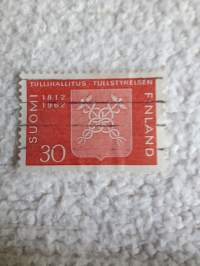 TULLIHALLITUS · TULLSTYRELSEN
SUOMI
1812
1962
FINLAND
30